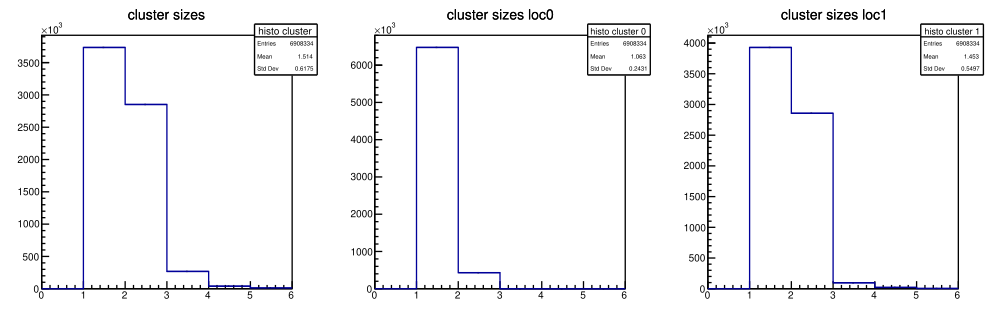 cluster sizes
×10³
histo cluster
Entries 6908334
Mean 1.514
Std Dev 0.6175
3500
3000
2500
2000
1500
1000
500
0
0 1 2 3 4 5 6
cluster sizes loc0
×10³
histo cluster 0
Entries 6908334
Mean 1.063
Std Dev 0.2431
6000
5000
4000
3000
2000
1000
0
0 1 2 3 4 5 6
cluster sizes loc1
×10³
histo cluster 1
Entries 6908334
Mean 1.453
Std Dev 0.5497
4000
3500
3000
2500
2000
1500
1000
500
0
0 1 2 3 4 5 6